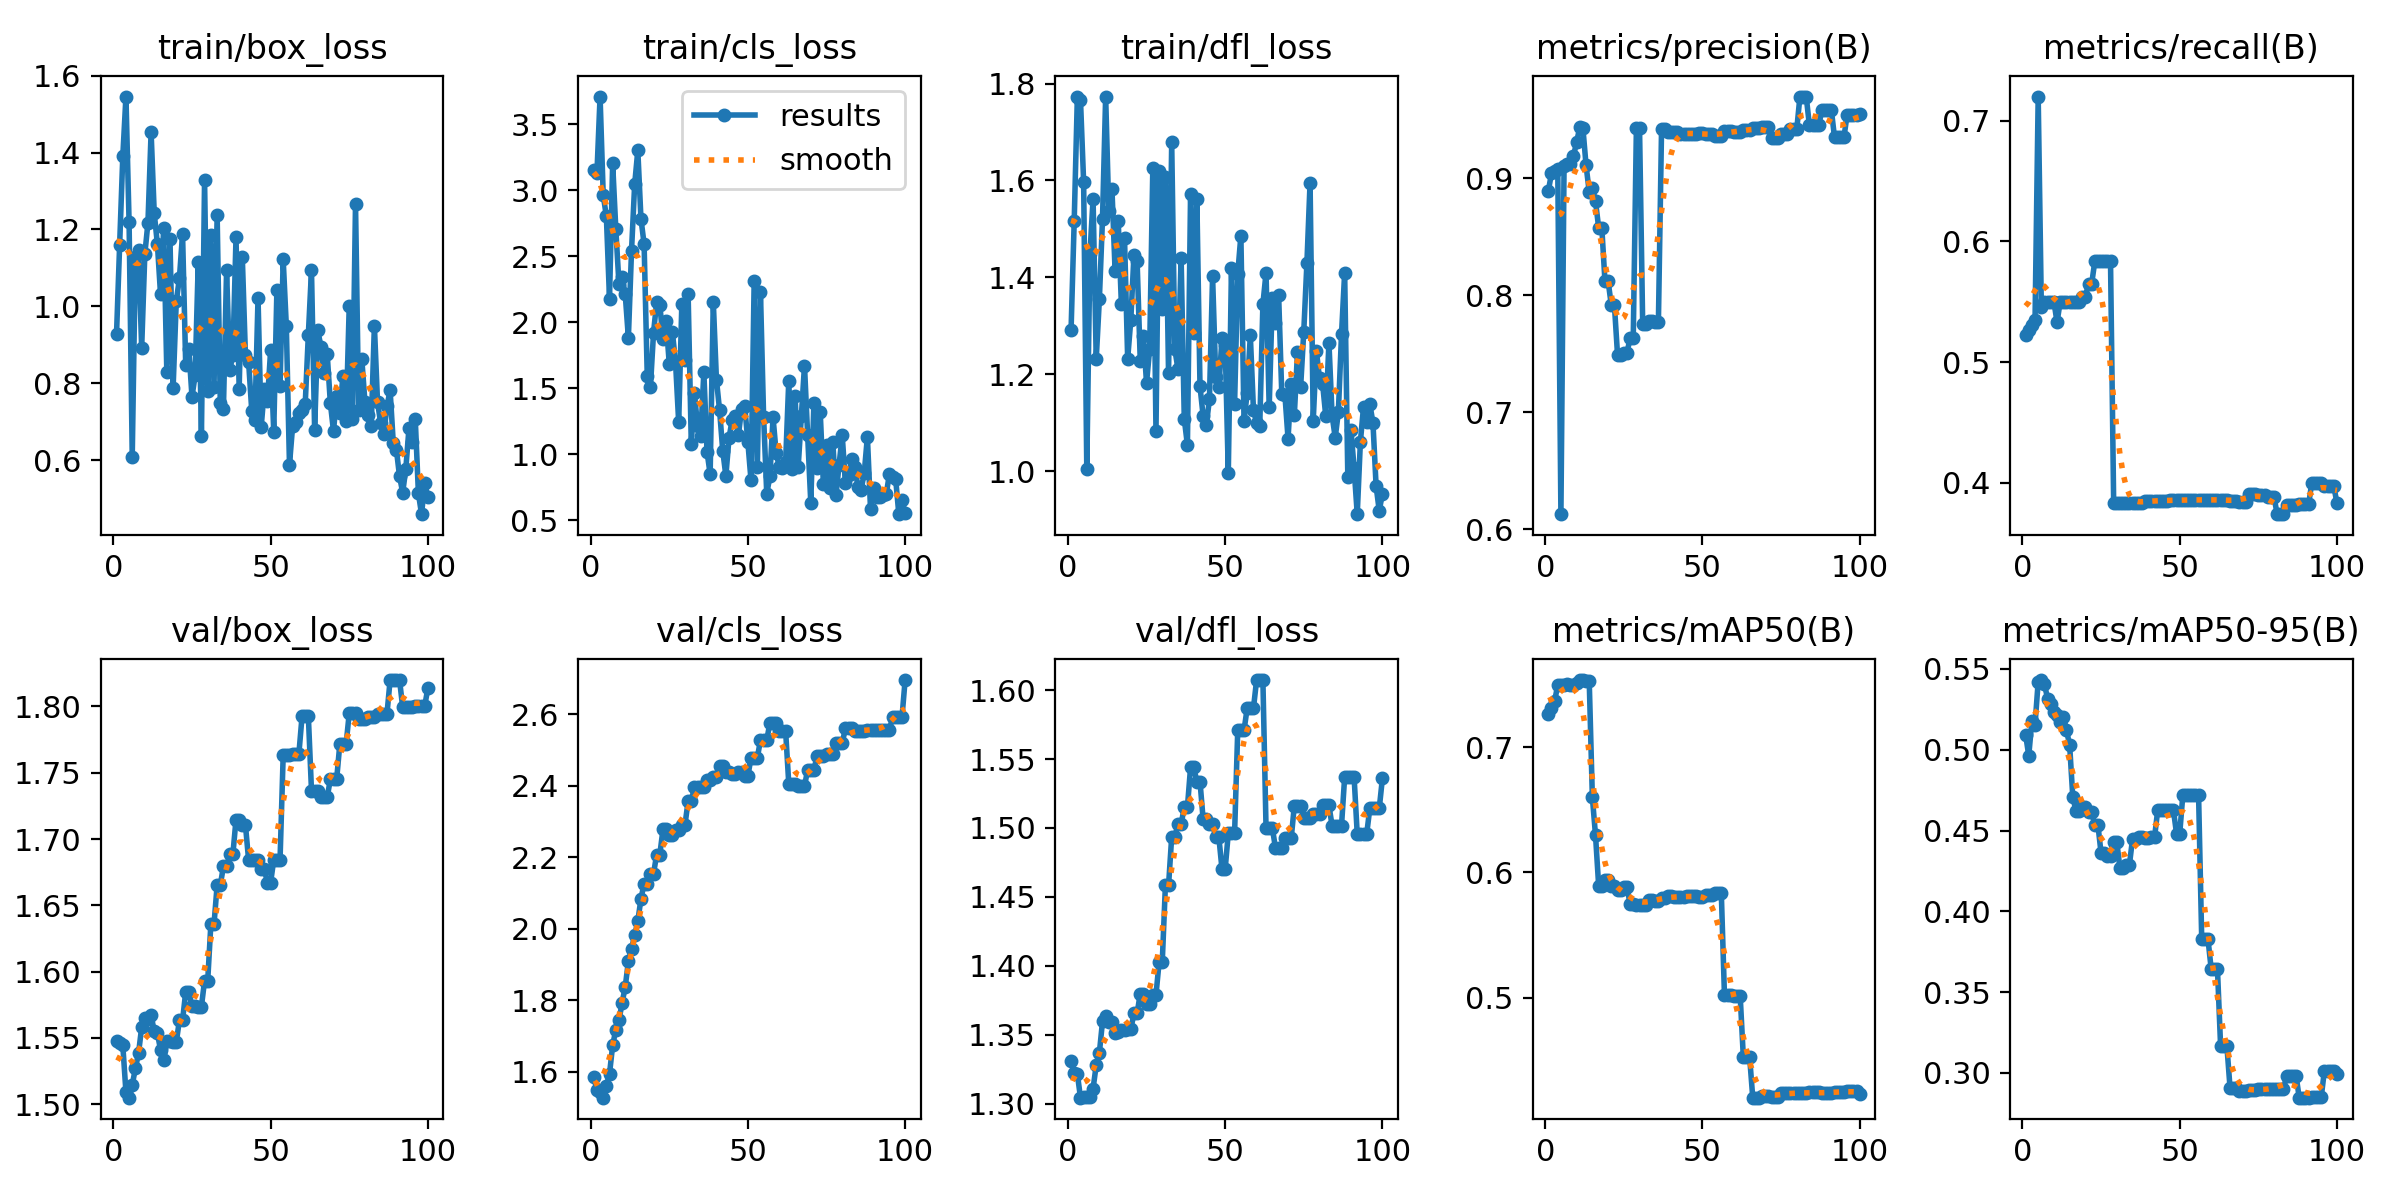 train/box_loss
1.6
1.4
1.2
1.0
0.8
0.6
0 50 100
train/cls_loss
results
smooth
3.5
3.0
2.5
2.0
1.5
1.0
0.5
0 50 100
train/dfl_loss
1.8
1.6
1.4
1.2
1.0
0 50 100
metrics/precision(B)
0.9
0.8
0.7
0.6
0 50 100
metrics/recall(B)
0.7
0.6
0.5
0.4
0 50 100
val/box_loss
1.80
1.75
1.70
1.65
1.60
1.55
1.50
0 50 100
val/cls_loss
2.6
2.4
2.2
2.0
1.8
1.6
0 50 100
val/dfl_loss
1.60
1.55
1.50
1.45
1.40
1.35
1.30
0 50 100
metrics/mAP50(B)
0.7
0.6
0.5
0 50 100
metrics/mAP50-95(B)
0.55
0.50
0.45
0.40
0.35
0.30
0 50 100